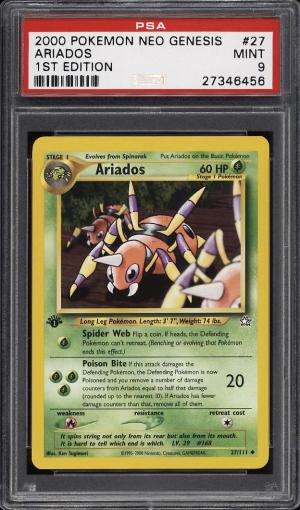 PSA
2000 POKEMON NEO GENESIS #27
ARIADOS MINT
1ST EDITION 9
27346456
STAGE 1 Evolves from Spinarak Put Ariados on the Basic Pokémon
Ariados 60 HP
Stage 1 Pokémon
Long Leg Pokémon. Length: 3' 7", Weight: 74 lbs.
Spider Web Flip a coin. If heads, the Defending
Pokémon can't retreat. (Benching or evolving that Pokémon
ends this effect.)
Poison Bite If this attack damages the
Defending Pokémon, the Defending Pokémon is now
Poisoned and you remove a number of damage
counters from Ariados equal to half that damage
(rounded up to the nearest 10). If Ariados has fewer
damage counters than that, remove all of them.
20
weakness resistance retreat cost
It spins string not only from its rear but also from its mouth.
It is hard to tell which end is which. LV. 29 #168
Illus. Ken Sugimori ©1995-2000 Nintendo, Creatures, GAMEFREAK. 27/111